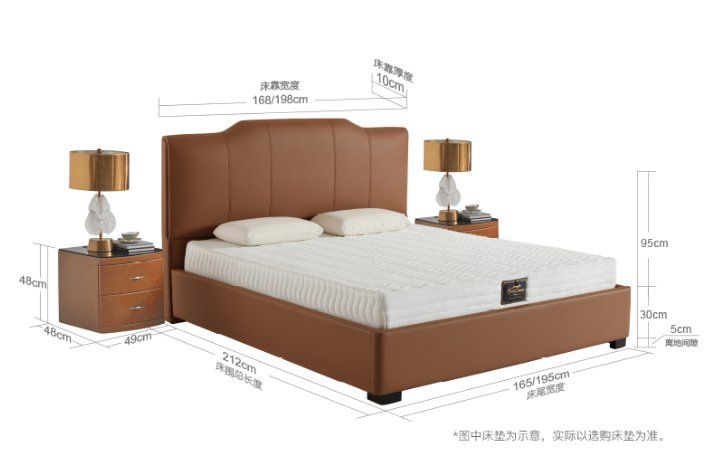 床靠厚度
10cm
床靠宽度
168/198cm
95cm
48cm
30cm
5cm
离地间隙
48cm
49cm
212cm
床围总长度
165/195cm
床尾宽度
*图中床垫为示意，实际以选购床垫为准。